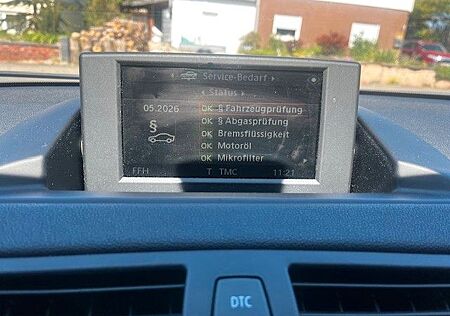 Service-Bedarf
Status
05.2026
OK § Fahrzeugprüfung
§
OK § Abgasprüfung
OK Bremsflüssigkeit
OK Motoröl
OK Mikrofilter
FFH T TMC 11:21
DTC